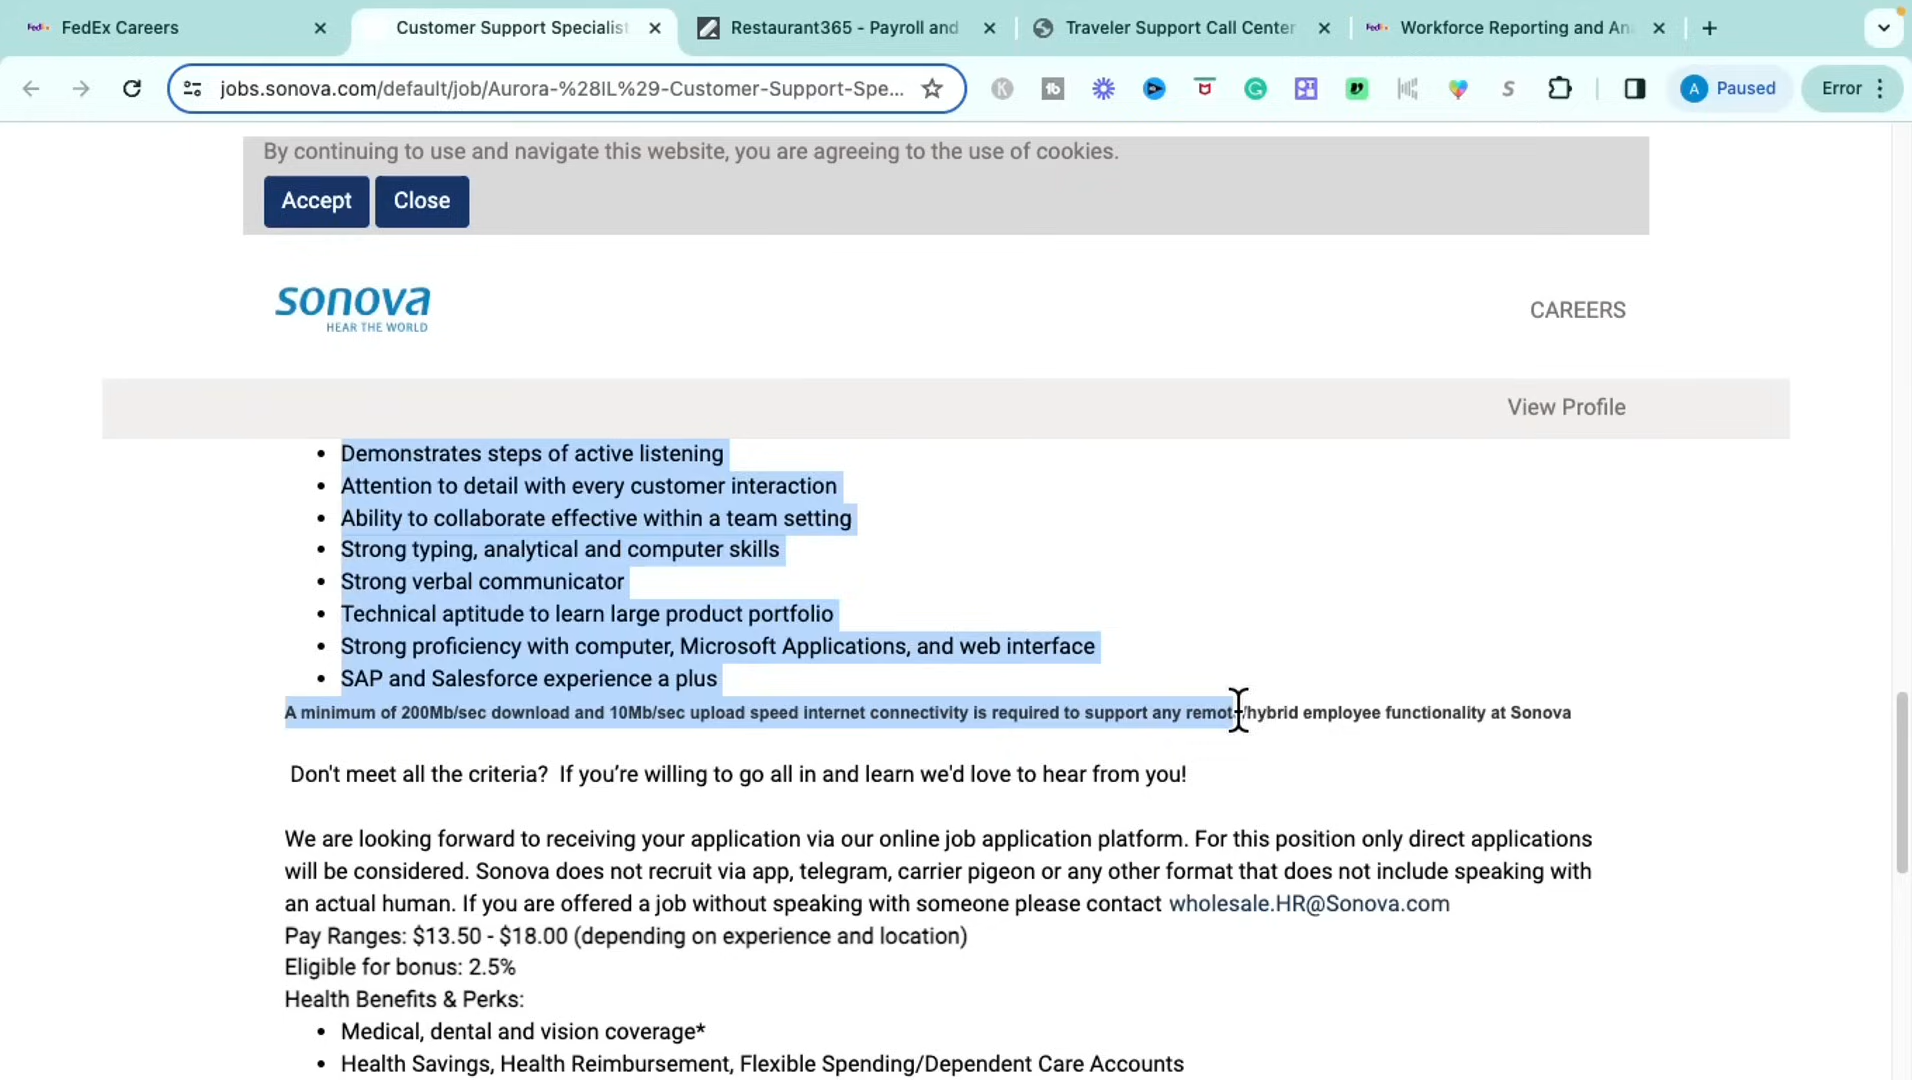 FedEx FedEx Careers
Customer Support Specialist
Restaurant365 - Payroll and
Traveler Support Call Center
FedEx Workforce Reporting and An
jobs.sonova.com/default/job/Aurora-%28IL%29-Customer-Support-Spe...
A Paused
Error
By continuing to use and navigate this website, you are agreeing to the use of cookies.
Accept Close
sonova
HEAR THE WORLD
CAREERS
View Profile
• Demonstrates steps of active listening
• Attention to detail with every customer interaction
• Ability to collaborate effective within a team setting
• Strong typing, analytical and computer skills
• Strong verbal communicator
• Technical aptitude to learn large product portfolio
• Strong proficiency with computer, Microsoft Applications, and web interface
• SAP and Salesforce experience a plus
A minimum of 200Mb/sec download and 10Mb/sec upload speed internet connectivity is required to support any remote/hybrid employee functionality at Sonova
Don't meet all the criteria?  If you’re willing to go all in and learn we'd love to hear from you!
We are looking forward to receiving your application via our online job application platform. For this position only direct applications
will be considered. Sonova does not recruit via app, telegram, carrier pigeon or any other format that does not include speaking with
an actual human. If you are offered a job without speaking with someone please contact wholesale.HR@Sonova.com
Pay Ranges: $13.50 - $18.00 (depending on experience and location)
Eligible for bonus: 2.5%
Health Benefits & Perks:
• Medical, dental and vision coverage*
• Health Savings, Health Reimbursement, Flexible Spending/Dependent Care Accounts